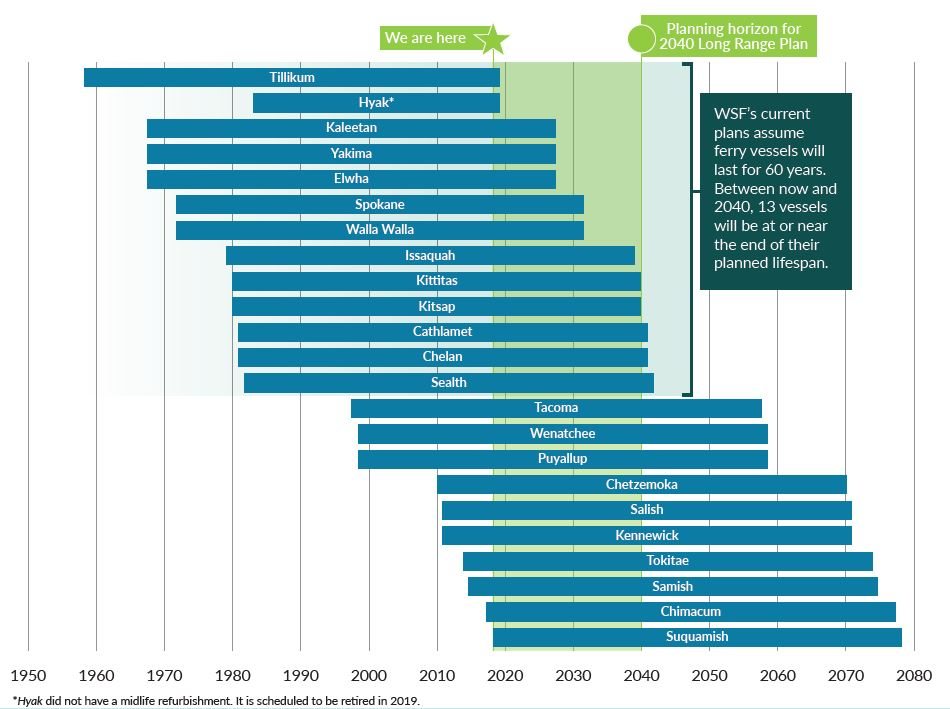 We are here
Planning horizon for
2040 Long Range Plan
Tillikum
Hyak*
Kaleetan
Yakima
Elwha
Spokane
Walla Walla
Issaquah
Kittitas
Kitsap
Cathlamet
Chelan
Sealth
Tacoma
Wenatchee
Puyallup
Chetzemoka
Salish
Kennewick
Tokitae
Samish
Chimacum
Suquamish
WSF’s current
plans assume
ferry vessels will
last for 60 years.
Between now and
2040, 13 vessels
will be at or near
the end of their
planned lifespan.
1950 1960 1970 1980 1990 2000 2010 2020 2030 2040 2050 2060 2070 2080
*Hyak did not have a midlife refurbishment. It is scheduled to be retired in 2019.